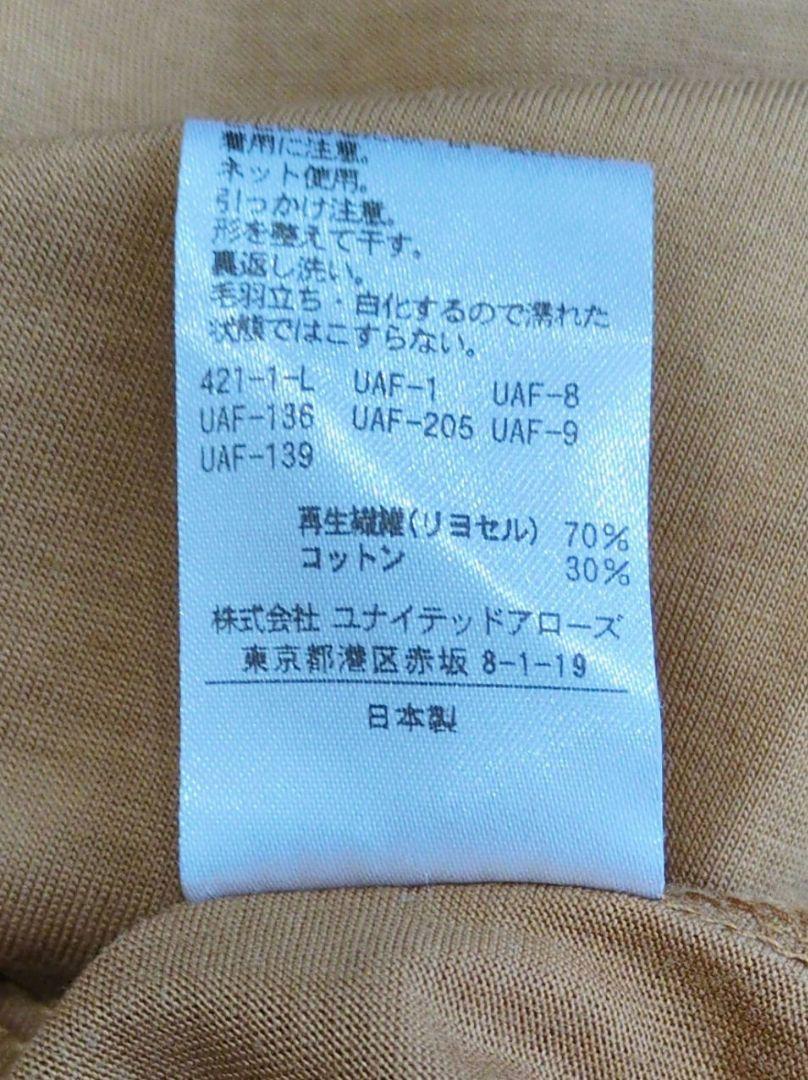 着用に注意。
ネット使用。
引っかけ注意。
形を整えて干す。
裏返し洗い。
毛羽立ち・白化するので濡れた
状態ではこすらない。
421-1-L UAF-1 UAF-8
UAF-136 UAF-205 UAF-9
UAF-139
再生繊維(リヨセル) 70%
コットン 30%
株式会社 ユナイテッドアローズ
東京都港区赤坂 8-1-19
日本製